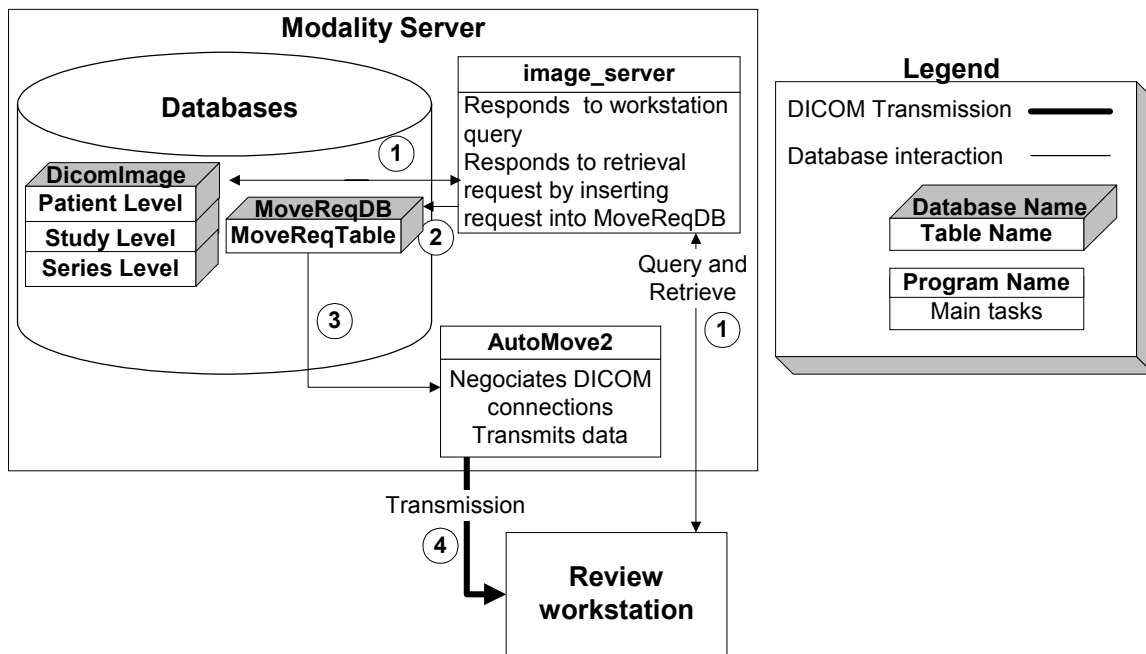 Modality Server
Databases
DicomImage
Patient Level
Study Level
Series Level
MoveReqDB
MoveReqTable
1
2
3
image_server
Responds to workstation
query
Responds to retrieval
request by inserting
request into MoveReqDB
Query and
Retrieve
1
AutoMove2
Negociates DICOM
connections
Transmits data
Transmission
4
Review
workstation
Legend
DICOM Transmission
Database interaction
Database Name
Table Name
Program Name
Main tasks